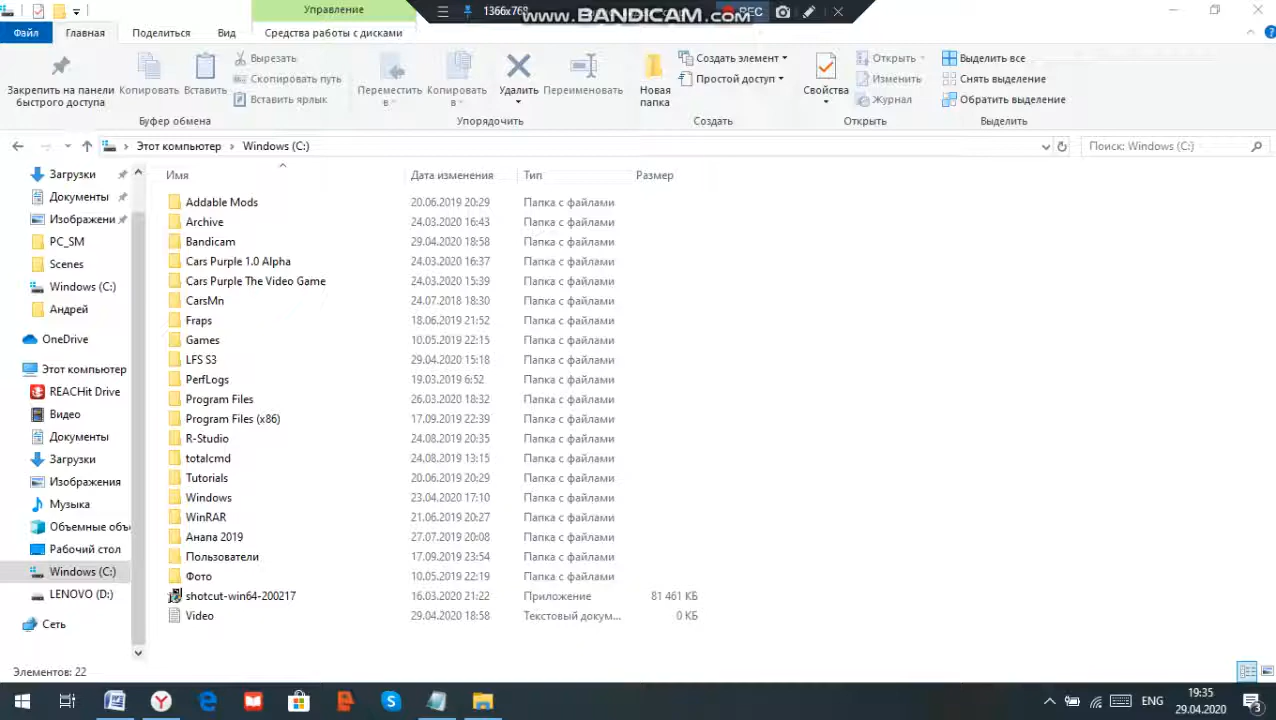 Управление
1366x768
www.BANDICAM.com
REC
Файл
Главная
Поделиться
Вид
Средства работы с дисками
Закрепить на панели быстрого доступа
Копировать
Вставить
Вырезать
Скопировать путь
Вставить ярлык
Буфер обмена
Переместить в
Копировать в
Удалить
Переименовать
Упорядочить
Новая папка
Создать элемент
Простой доступ
Создать
Свойства
Открыть
Изменить
Журнал
Открыть
Выделить все
Снять выделение
Обратить выделение
Выделить
Этот компьютер > Windows (C:)
Поиск: Windows (C:)
Загрузки
Документы
Изображени
PC_SM
Scenes
Windows (C:)
Андрей
OneDrive
Этот компьютер
REACHit Drive
Видео
Документы
Загрузки
Изображения
Музыка
Объемные объ
Рабочий стол
Windows (C:)
LENOVO (D:)
Сеть
Имя Дата изменения Тип Размер
Addable Mods 20.06.2019 20:29 Папка с файлами
Archive 24.03.2020 16:43 Папка с файлами
Bandicam 29.04.2020 18:58 Папка с файлами
Cars Purple 1.0 Alpha 24.03.2020 16:37 Папка с файлами
Cars Purple The Video Game 24.03.2020 15:39 Папка с файлами
CarsMn 24.07.2018 18:30 Папка с файлами
Fraps 18.06.2019 21:52 Папка с файлами
Games 10.05.2019 22:15 Папка с файлами
LFS S3 29.04.2020 15:18 Папка с файлами
PerfLogs 19.03.2019 6:52 Папка с файлами
Program Files 26.03.2020 18:32 Папка с файлами
Program Files (x86) 17.09.2019 22:39 Папка с файлами
R-Studio 24.08.2019 20:35 Папка с файлами
totalcmd 24.08.2019 13:15 Папка с файлами
Tutorials 20.06.2019 20:29 Папка с файлами
Windows 23.04.2020 17:10 Папка с файлами
WinRAR 21.06.2019 20:27 Папка с файлами
Анапа 2019 27.07.2019 20:08 Папка с файлами
Пользователи 17.09.2019 23:54 Папка с файлами
Фото 10.05.2019 22:19 Папка с файлами
shotcut-win64-200217 16.03.2020 21:22 Приложение 81 461 КБ
Video 29.04.2020 18:58 Текстовый докум... 0 КБ
Элементов: 22
ENG
19:35
29.04.2020
3